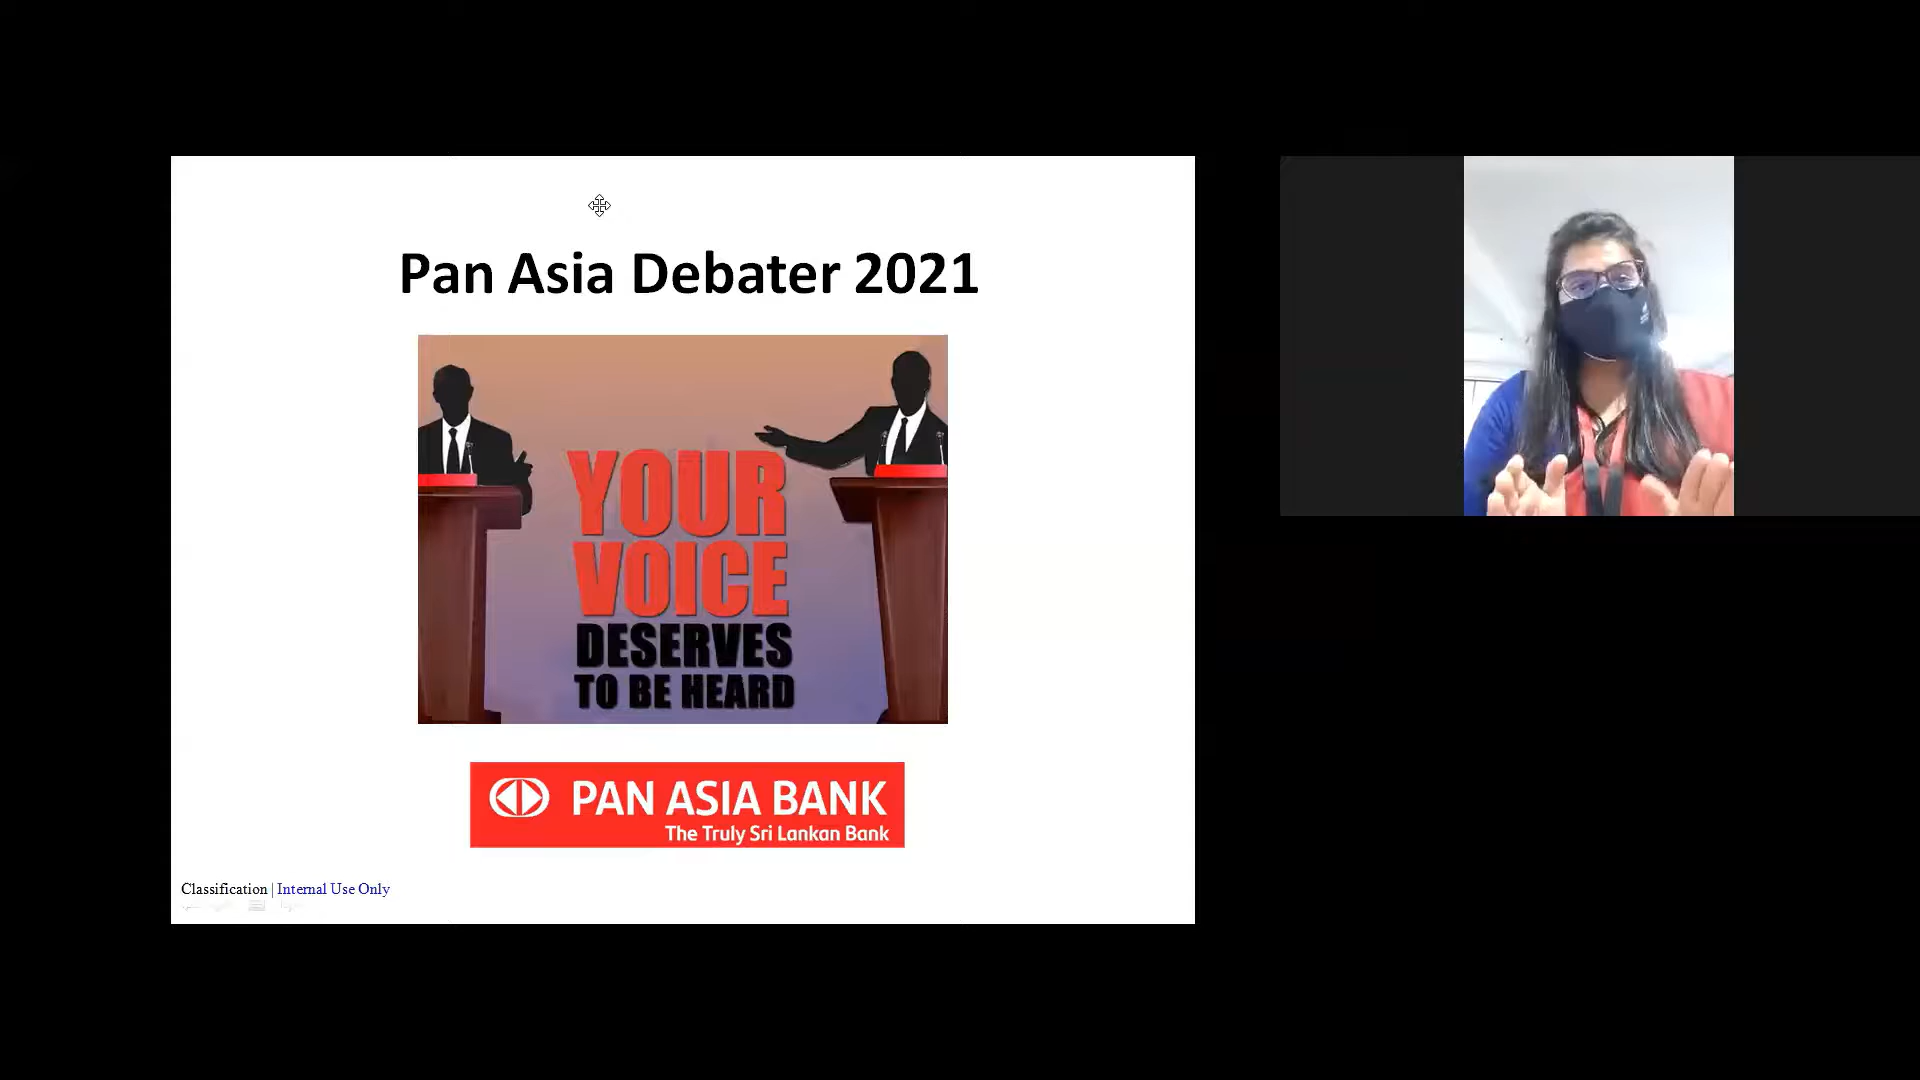 Pan Asia Debater 2021
YOUR
VOICE
DESERVES
TO BE HEARD
PAN ASIA BANK
The Truly Sri Lankan Bank
Classification | Internal Use Only